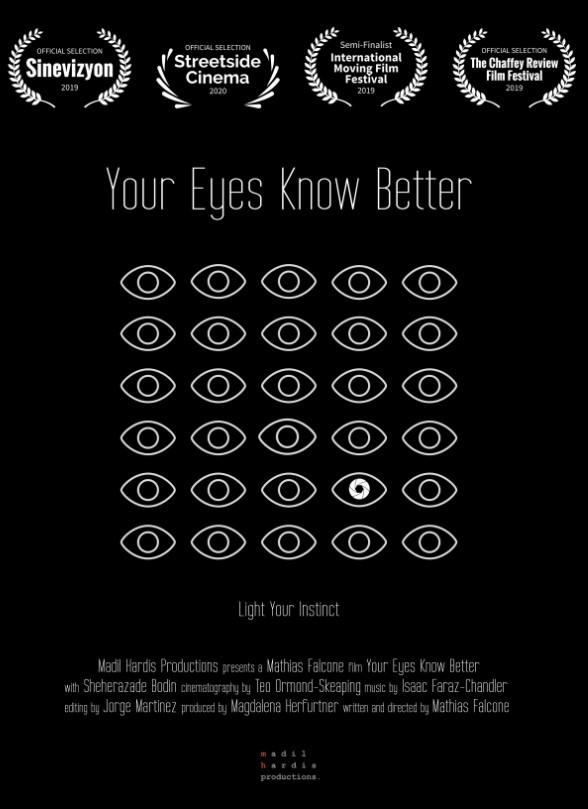 OFFICIAL SELECTION
Sinevizyon
2019
OFFICIAL SELECTION
Streetside
Cinema
2020
Semi-Finalist
International
Moving Film
Festival
2019
OFFICIAL SELECTION
The Chaffey Review
Film Festival
2019
Your Eyes Know Better
Light Your Instinct
Madil Hardis Productions presents a Mathias Falcone film Your Eyes Know Better
with Sheherazade Bodin cinematography by Teo Ormond-Skeaping music by Isaac Faraz-Chandler
editing by Jorge Martinez produced by Magdalena Herfurtner written and directed by Mathias Falcone
madil
hardis
productions.